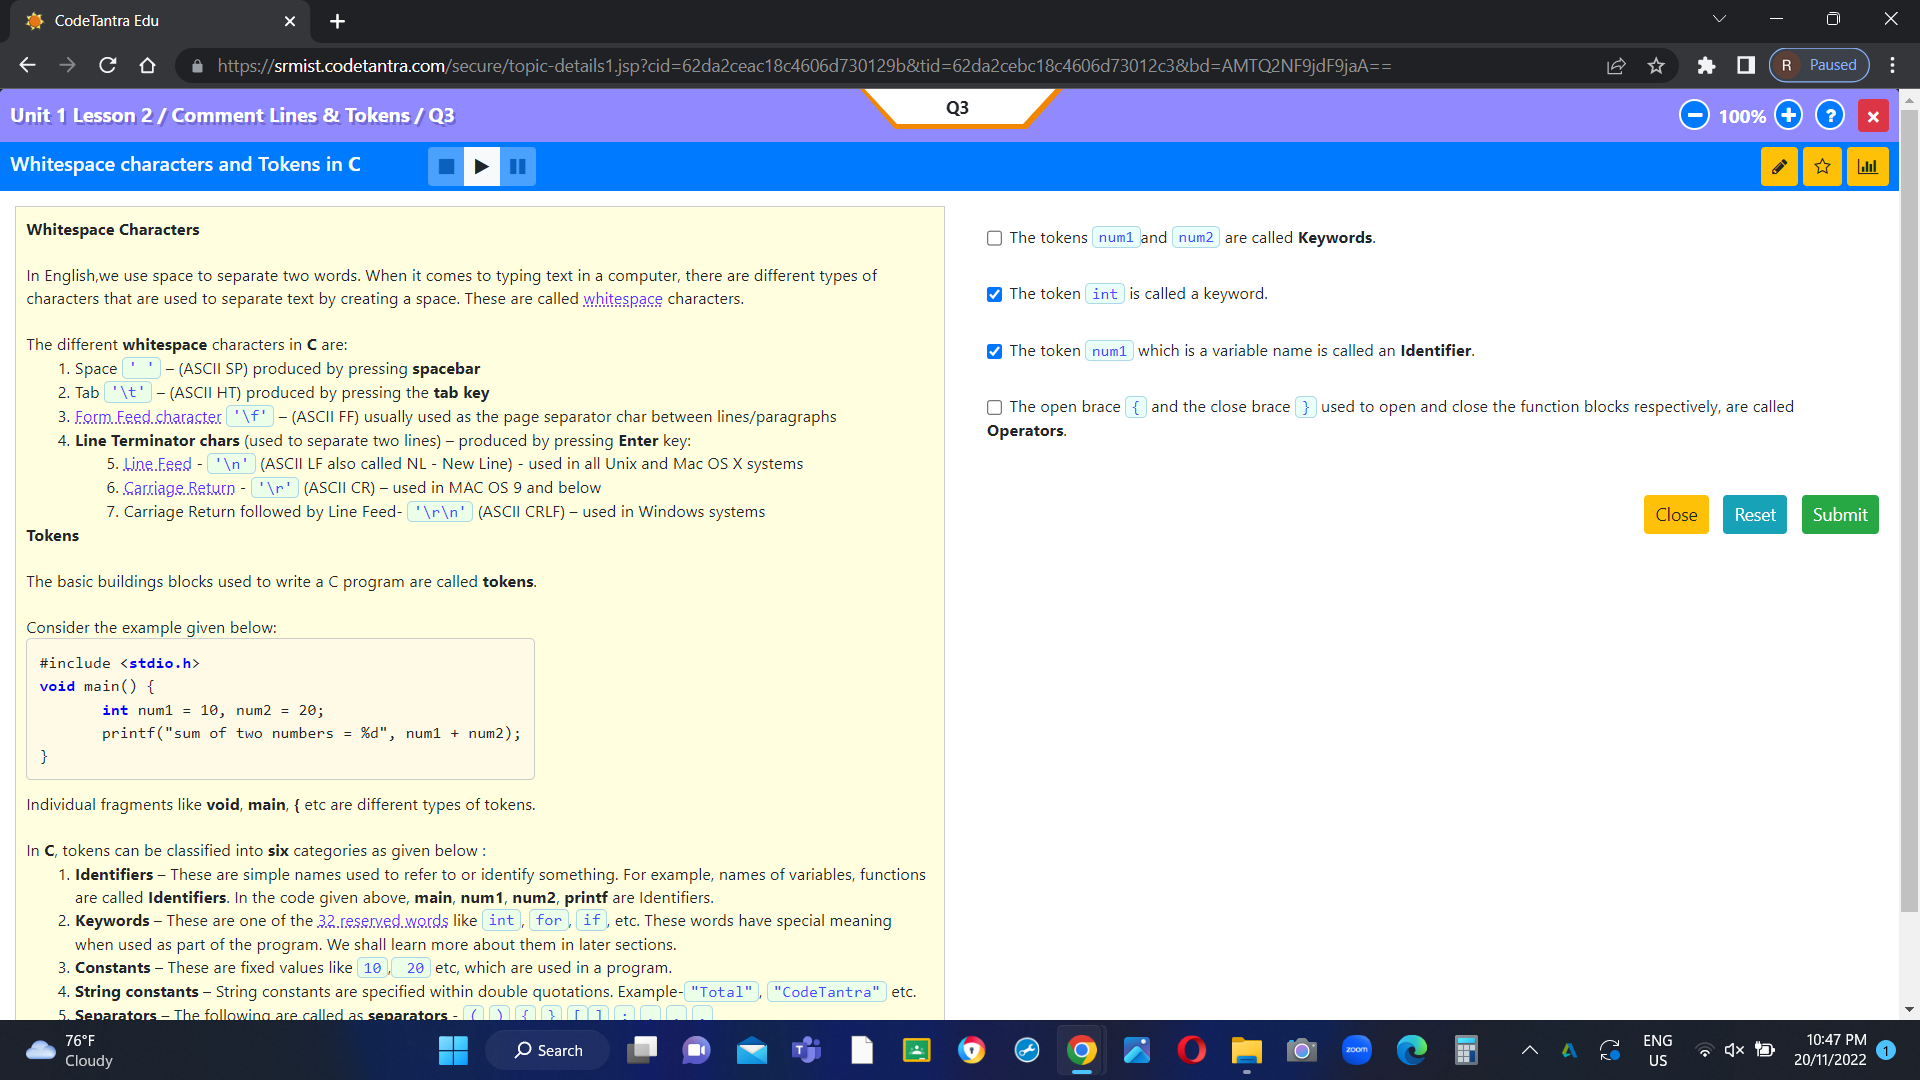 CodeTantra Edu
https://srmist.codetantra.com/secure/topic-details1.jsp?cid=62da2ceac18c4606d730129b&tid=62da2cebc18c4606d73012c3&bd=AMTQ2NF9jdF9jaA==
R Paused
Unit 1 Lesson 2 / Comment Lines & Tokens / Q3
Q3
100%
?
Whitespace characters and Tokens in C
Whitespace Characters
In English,we use space to separate two words. When it comes to typing text in a computer, there are different types of
characters that are used to separate text by creating a space. These are called whitespace characters.
The different whitespace characters in C are:
1. Space ' ' – (ASCII SP) produced by pressing spacebar
2. Tab '\t' – (ASCII HT) produced by pressing the tab key
3. Form Feed character '\f' – (ASCII FF) usually used as the page separator char between lines/paragraphs
4. Line Terminator chars (used to separate two lines) – produced by pressing Enter key:
5. Line Feed - '\n' (ASCII LF also called NL - New Line) - used in all Unix and Mac OS X systems
6. Carriage Return - '\r' (ASCII CR) – used in MAC OS 9 and below
7. Carriage Return followed by Line Feed- '\r\n' (ASCII CRLF) – used in Windows systems
Tokens
The basic buildings blocks used to write a C program are called tokens.
Consider the example given below:
#include <stdio.h>
void main() {
int num1 = 10, num2 = 20;
printf("sum of two numbers = %d", num1 + num2);
}
Individual fragments like void, main, { etc are different types of tokens.
In C, tokens can be classified into six categories as given below :
1. Identifiers – These are simple names used to refer to or identify something. For example, names of variables, functions
are called Identifiers. In the code given above, main, num1, num2, printf are Identifiers.
2. Keywords – These are one of the 32 reserved words like int, for, if, etc. These words have special meaning
when used as part of the program. We shall learn more about them in later sections.
3. Constants – These are fixed values like 10, 20 etc, which are used in a program.
4. String constants – String constants are specified within double quotations. Example- "Total", "CodeTantra" etc.
5. Separators – The following are called as separators - ( ) { } [ ]
The tokens num1 and num2 are called Keywords.
The token int is called a keyword.
The token num1 which is a variable name is called an Identifier.
The open brace { and the close brace } used to open and close the function blocks respectively, are called
Operators.
Close Reset Submit
76°F
Cloudy
Search
zoom
ENG
US
10:47 PM
20/11/2022
1